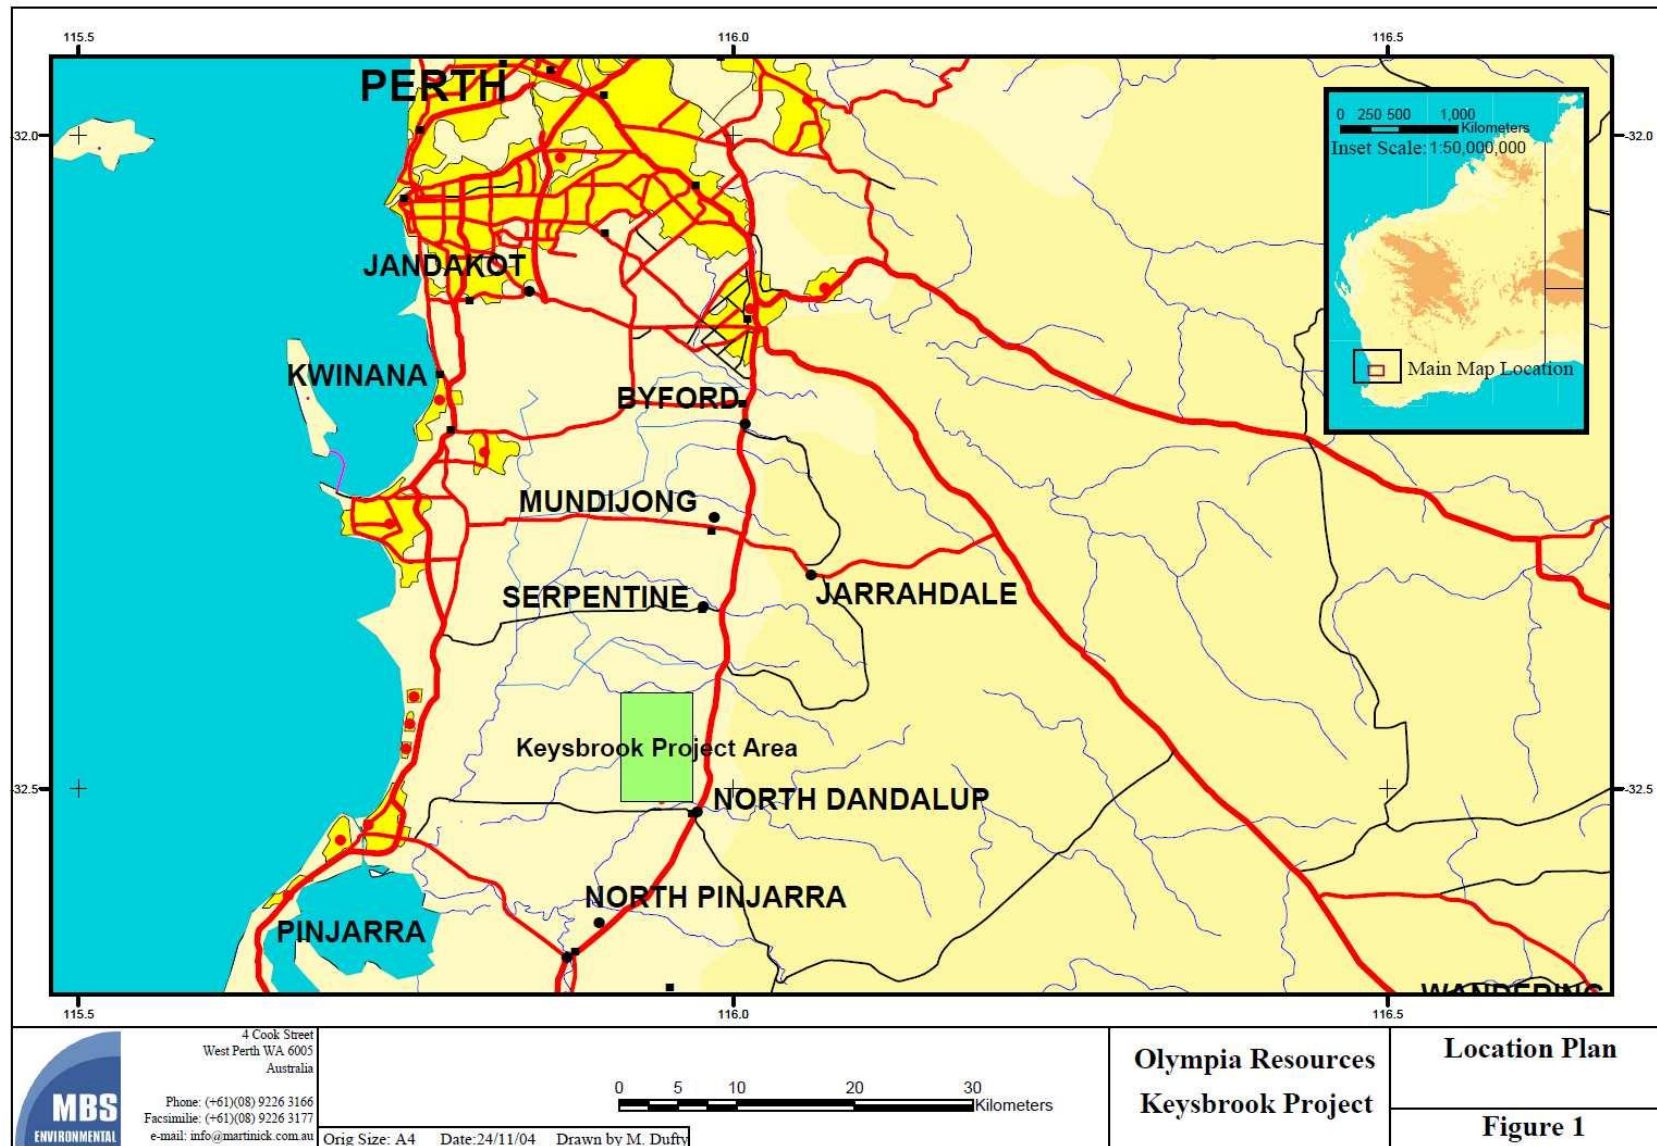 115.5 116.0 116.5
PERTH
32.0
-32.0
0 250 500 1,000
Kilometers
Inset Scale: 1:50,000,000
JANDAKOT
KWINANA
BYFORD
Main Map Location
MUNDIJONG
SERPENTINE
JARRAHDALE
Keysbrook Project Area
32.5
-32.5
NORTH DANDALUP
NORTH PINJARRA
PINJARRA
WANDERING
115.5 116.0 116.5
MBS
ENVIRONMENTAL
4 Cook Street
West Perth WA 6005
Australia
Phone: (+61)(08) 9226 3166
Facsimilie: (+61)(08) 9226 3177
e-mail: info@martinick.com.au
0 5 10 20 30
Kilometers
Orig Size: A4 Date:24/11/04 Drawn by M. Dufty
Olympia Resources
Keysbrook Project
Location Plan
Figure 1